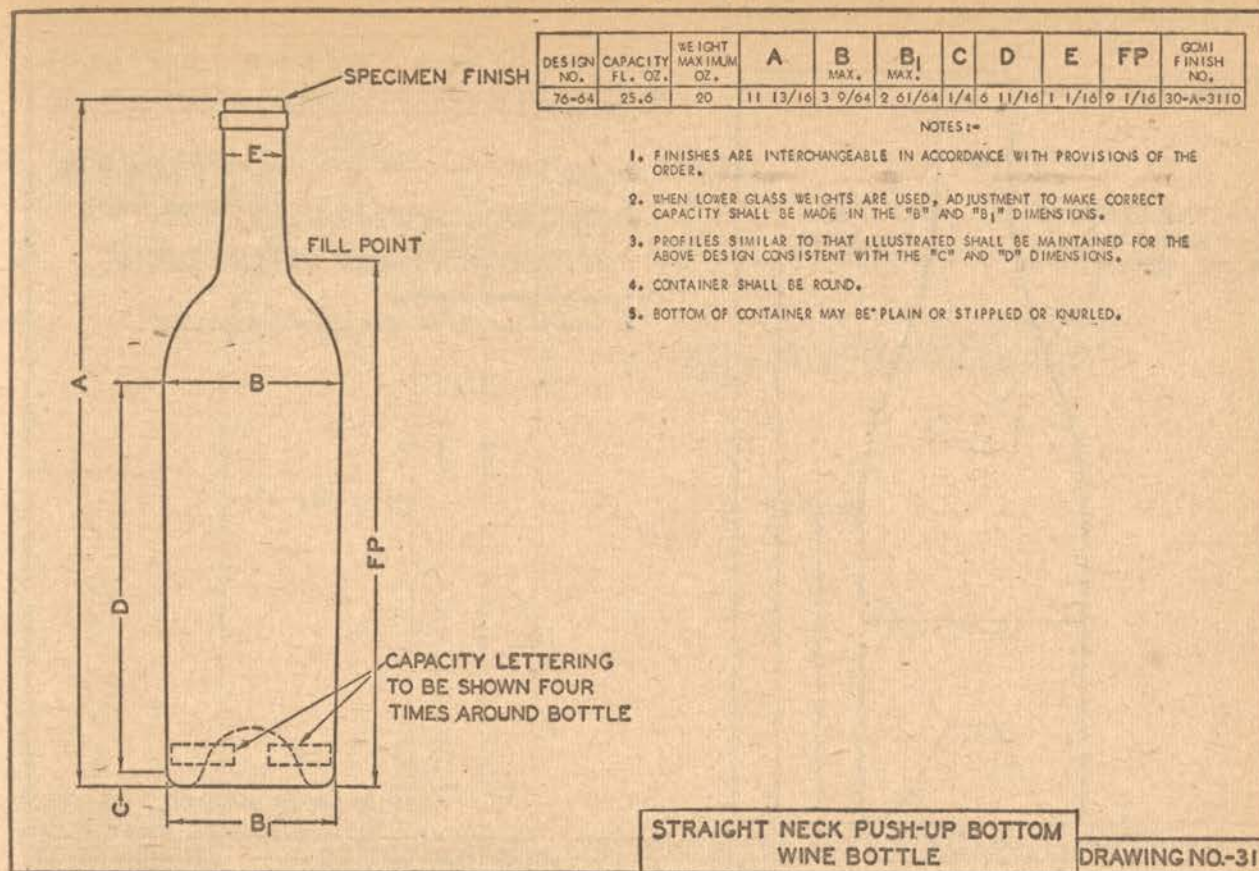 DESIGN NO. CAPACITY FL. OZ. WEIGHT MAXIMUM OZ. A B MAX. B1 MAX. C D E FP GCMI FINISH NO.
76-64 25.6 20 11 13/16 3 9/64 2 61/64 1/4 6 11/16 1 1/16 9 1/16 30-A-3110
NOTES:-
1. FINISHES ARE INTERCHANGEABLE IN ACCORDANCE WITH PROVISIONS OF THE
ORDER.
2. WHEN LOWER GLASS WEIGHTS ARE USED, ADJUSTMENT TO MAKE CORRECT
CAPACITY SHALL BE MADE IN THE "B" AND "B1" DIMENSIONS.
3. PROFILES SIMILAR TO THAT ILLUSTRATED SHALL BE MAINTAINED FOR THE
ABOVE DESIGN CONSISTENT WITH THE "C" AND "D" DIMENSIONS.
4. CONTAINER SHALL BE ROUND.
5. BOTTOM OF CONTAINER MAY BE PLAIN OR STIPPLED OR KNURLED.
SPECIMEN FINISH
E
FILL POINT
A
B
FP
D
CAPACITY LETTERING
TO BE SHOWN FOUR
TIMES AROUND BOTTLE
C
B1
STRAIGHT NECK PUSH-UP BOTTOM
WINE BOTTLE
DRAWING NO.-31